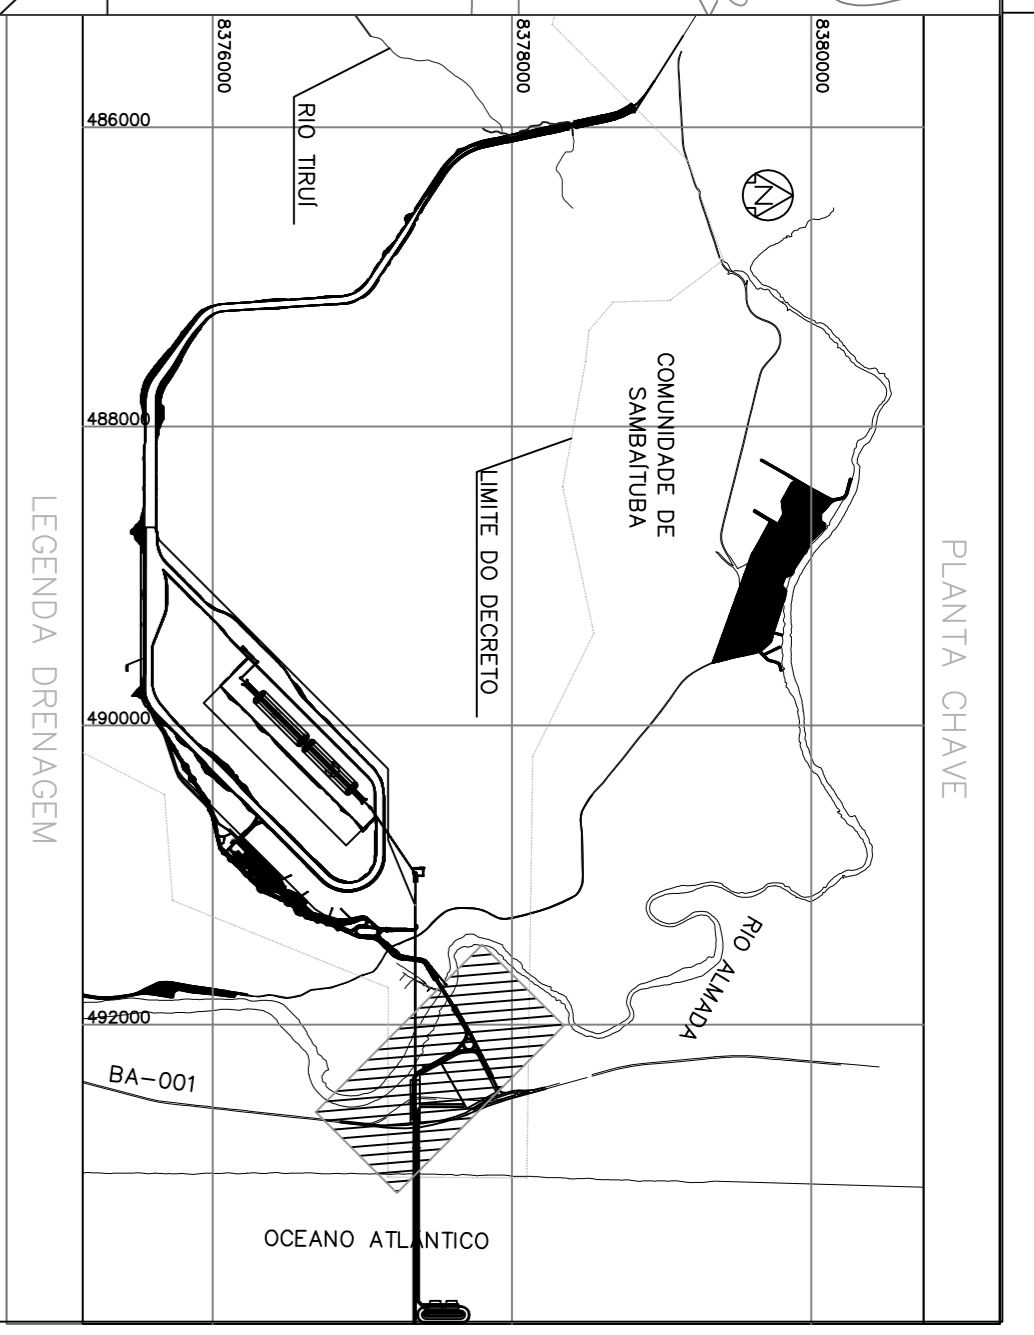 8376000
8378000
8380000
486000
RIO TIRUÍ
N
COMUNIDADE DE
SAMBAÍTUBA
488000
LIMITE DO DECRETO
LEGENDA DRENAGEM
PLANTA CHAVE
490000
RIO ALMADA
492000
BA-001
OCEANO ATLÂNTICO